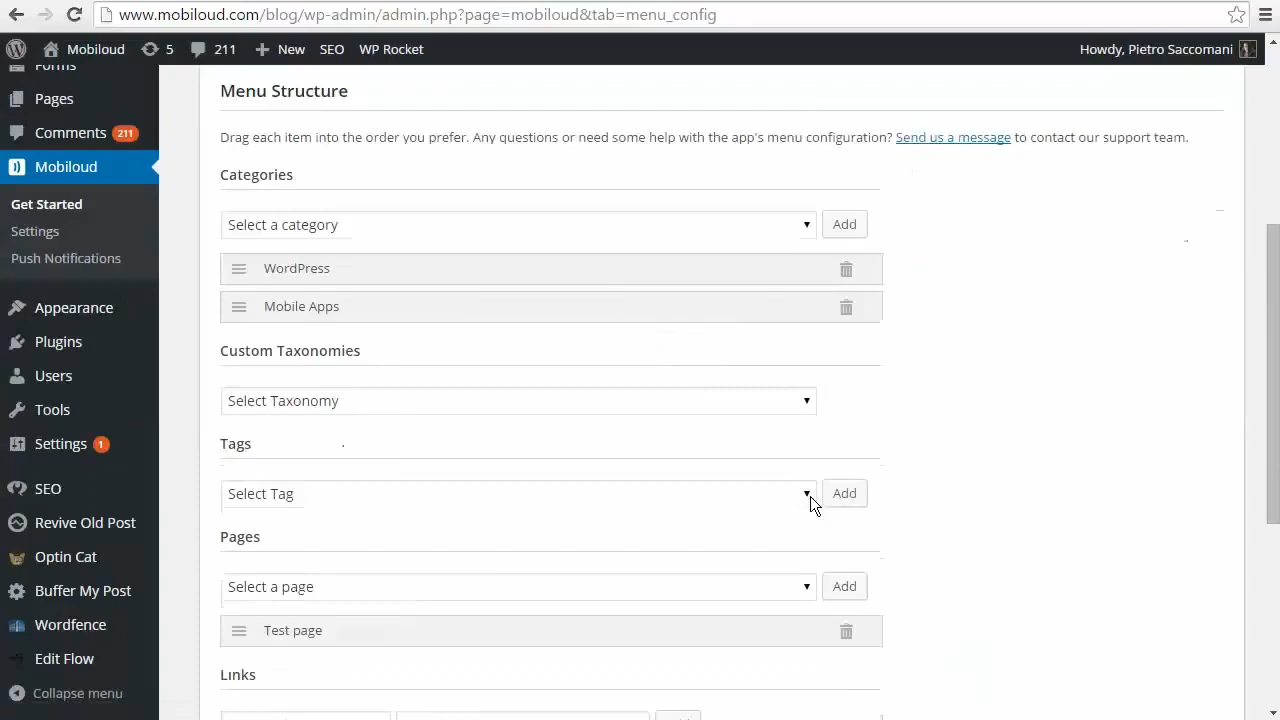 www.mobiloud.com/blog/wp-admin/admin.php?page=mobiloud&tab=menu_config
Mobiloud 5 211 New SEO WP Rocket Howdy, Pietro Saccomani
Forms
Pages
Comments 211
Mobiloud
Get Started
Settings
Push Notifications
Appearance
Plugins
Users
Tools
Settings 1
SEO
Revive Old Post
Optin Cat
Buffer My Post
Wordfence
Edit Flow
Collapse menu
Menu Structure
Drag each item into the order you prefer. Any questions or need some help with the app's menu configuration? Send us a message to contact our support team.
Categories
Select a category Add
WordPress
Mobile Apps
Custom Taxonomies
Select Taxonomy
Tags
Select Tag Add
Pages
Select a page Add
Test page
Links